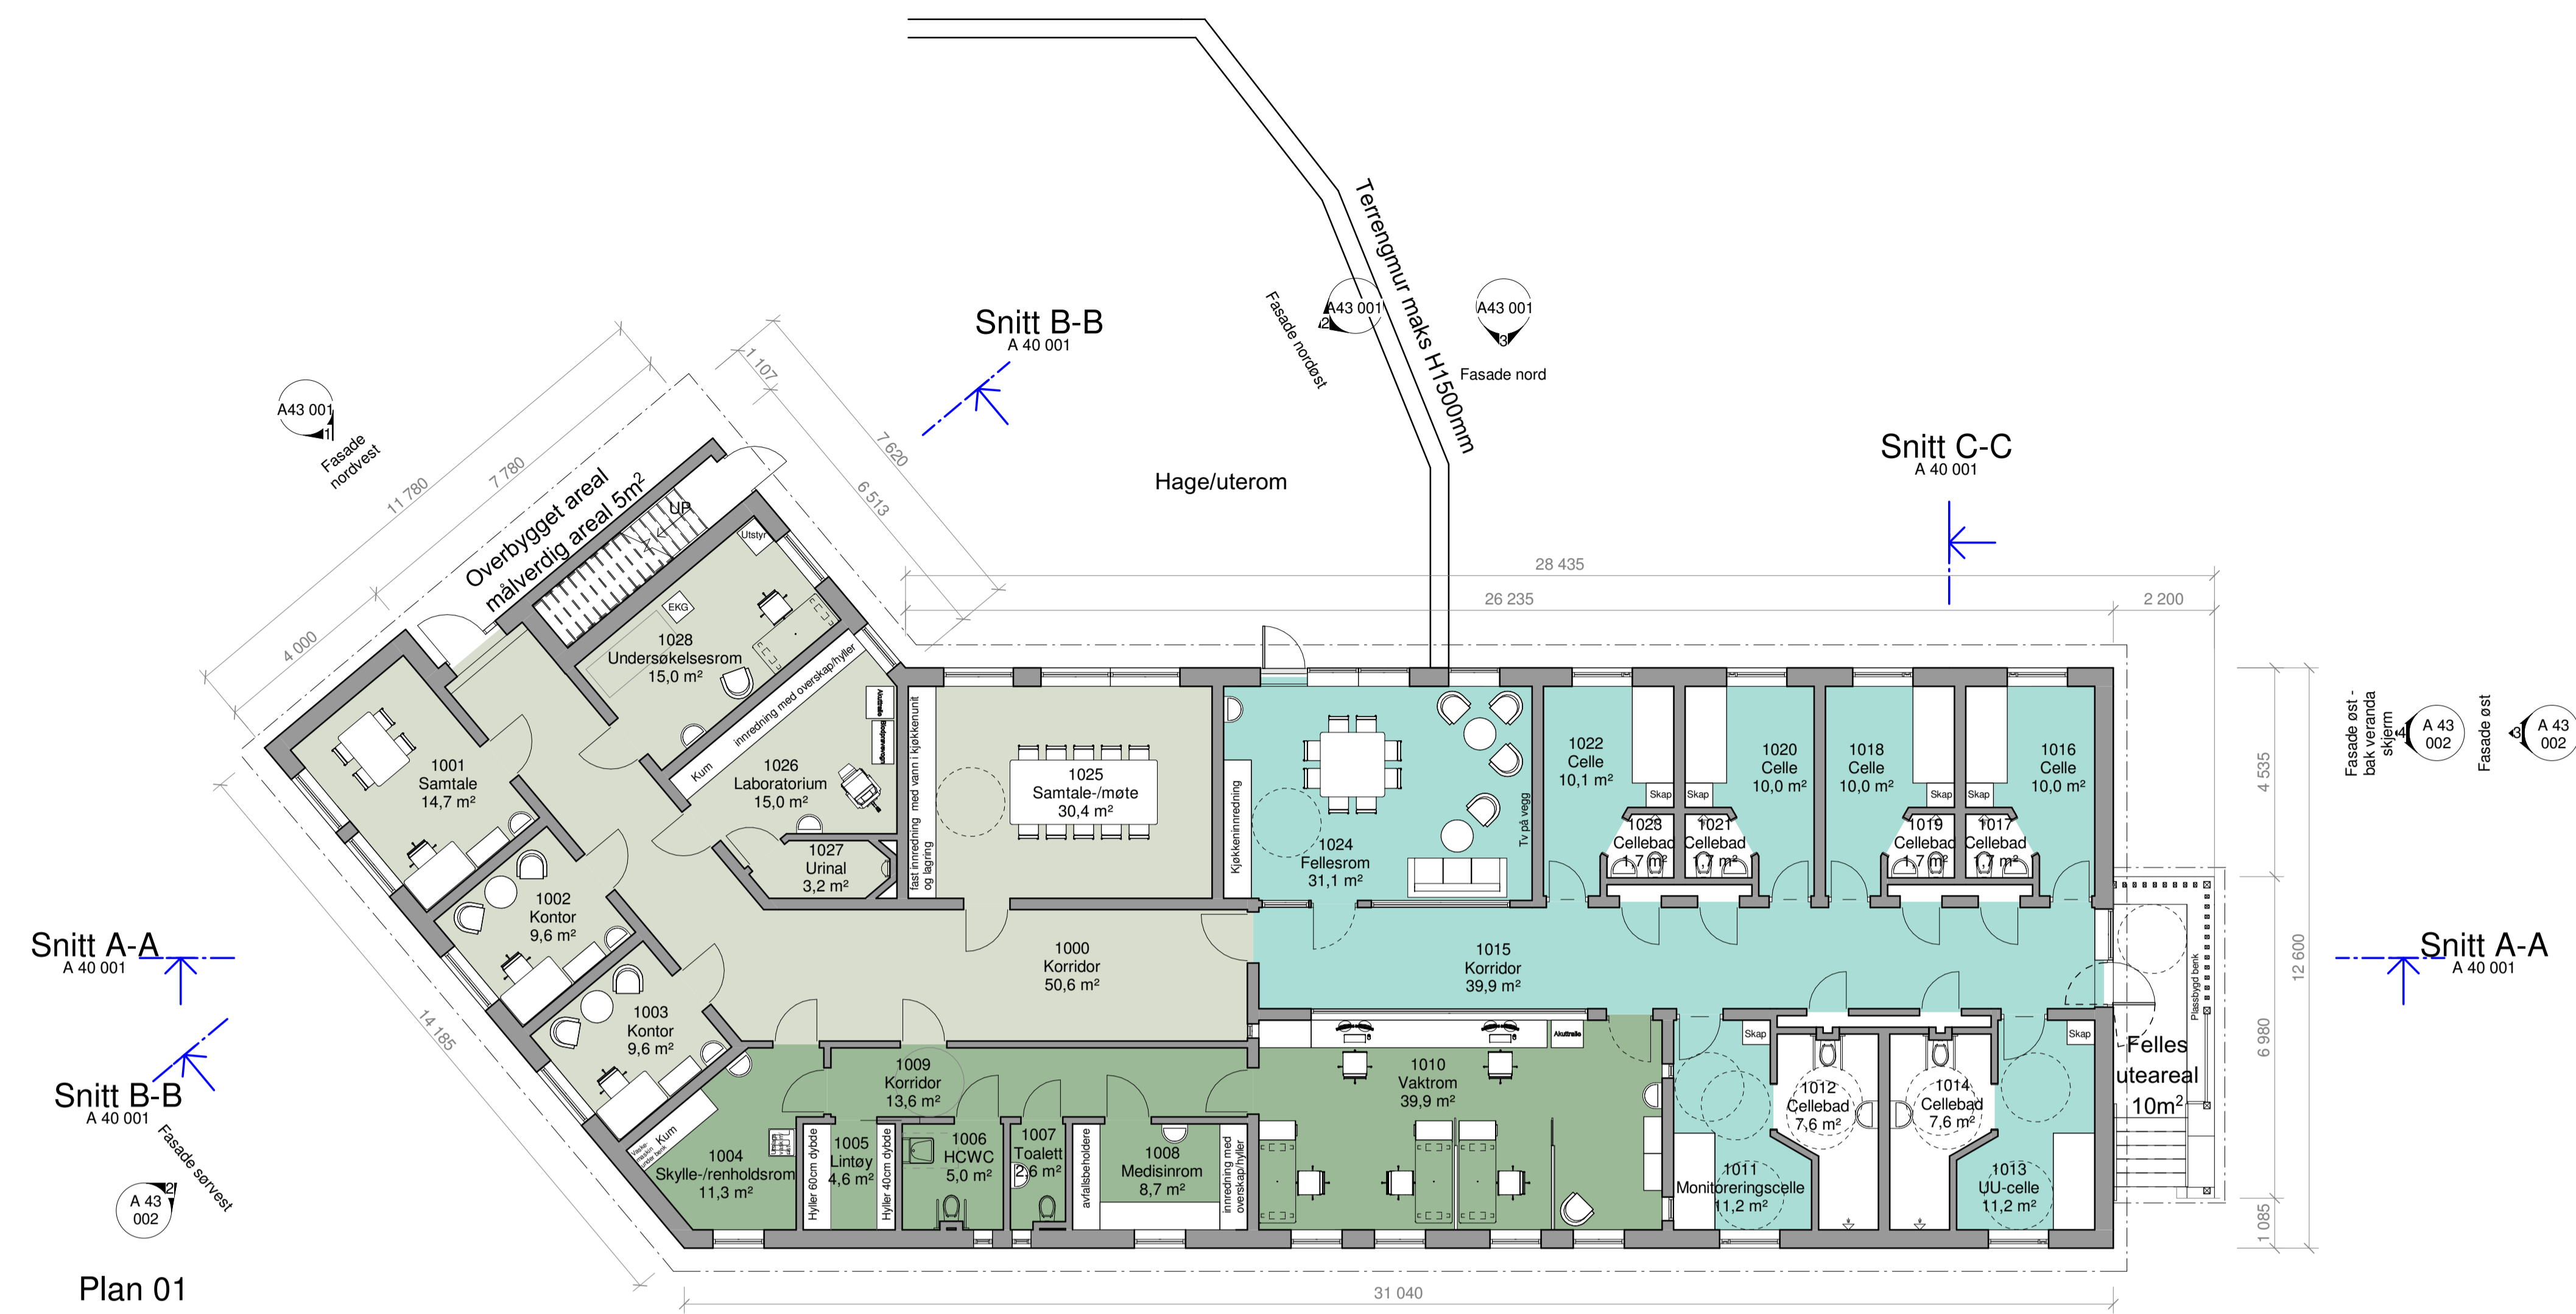 Terrengmur maks H1500mm
Snitt B-B
A 40 001
A43 001
2
Fasade nordøst
A43 001
3
Fasade nord
A43 001
1
Fasade
nordvest
1 107
7 620
6 513
11 780
7 780
4 000
Overbygget areal
målverdig areal 5m²
Hage/uterom
Snitt C-C
A 40 001
28 435
26 235
2 200
UP
Utstyr
EKG
1028
Undersøkelsesrom
15,0 m²
innredning med overskap/hyller
Kum
Akuttralle
1026
Laboratorium
15,0 m²
1027
Urinal
3,2 m²
1001
Samtale
14,7 m²
1002
Kontor
9,6 m²
1003
Kontor
9,6 m²
fast innredning med vann i kjøkkenunit
og lagring
1025
Samtale-/møte
30,4 m²
Kjøkkeninnredning
1024
Fellesrom
31,1 m²
Tv på vegg
1022
Celle
10,1 m²
1020
Celle
10,0 m²
1018
Celle
10,0 m²
1016
Celle
10,0 m²
Skap
Skap
Skap
Skap
1023
Cellebad
1,7 m²
1021
Cellebad
1,7 m²
1019
Cellebad
1,7 m²
1017
Cellebad
1,7 m²
4 535
12 600
6 980
1 085
Fasade øst -
bak veranda
skjerm
4
A 43
002
Fasade øst
3
A 43
002
Snitt A-A
A 40 001
Snitt A-A
A 40 001
Snitt B-B
A 40 001
Fasade sørvest
2
A 43
002
14 185
1000
Korridor
50,6 m²
1015
Korridor
39,9 m²
Plassbygd benk
Felles
uteareal
10m²
1009
Korridor
13,6 m²
Kum
1004
Skylle-/renholdsrom
11,3 m²
Hyller 60cm dybde
1005
Lintøy
4,6 m²
Hyller 40cm dybde
1006
HCWC
5,0 m²
1007
Toalett
2,6 m²
avfallsbeholdere
1008
Medisinrom
8,7 m²
innredning med
overskap/hyller
Akuttralle
1010
Vaktrom
39,9 m²
Skap
1011
Monitoreringscelle
11,2 m²
1012
Cellebad
7,6 m²
1014
Cellebad
7,6 m²
Skap
1013
UU-celle
11,2 m²
Plan 01
31 040